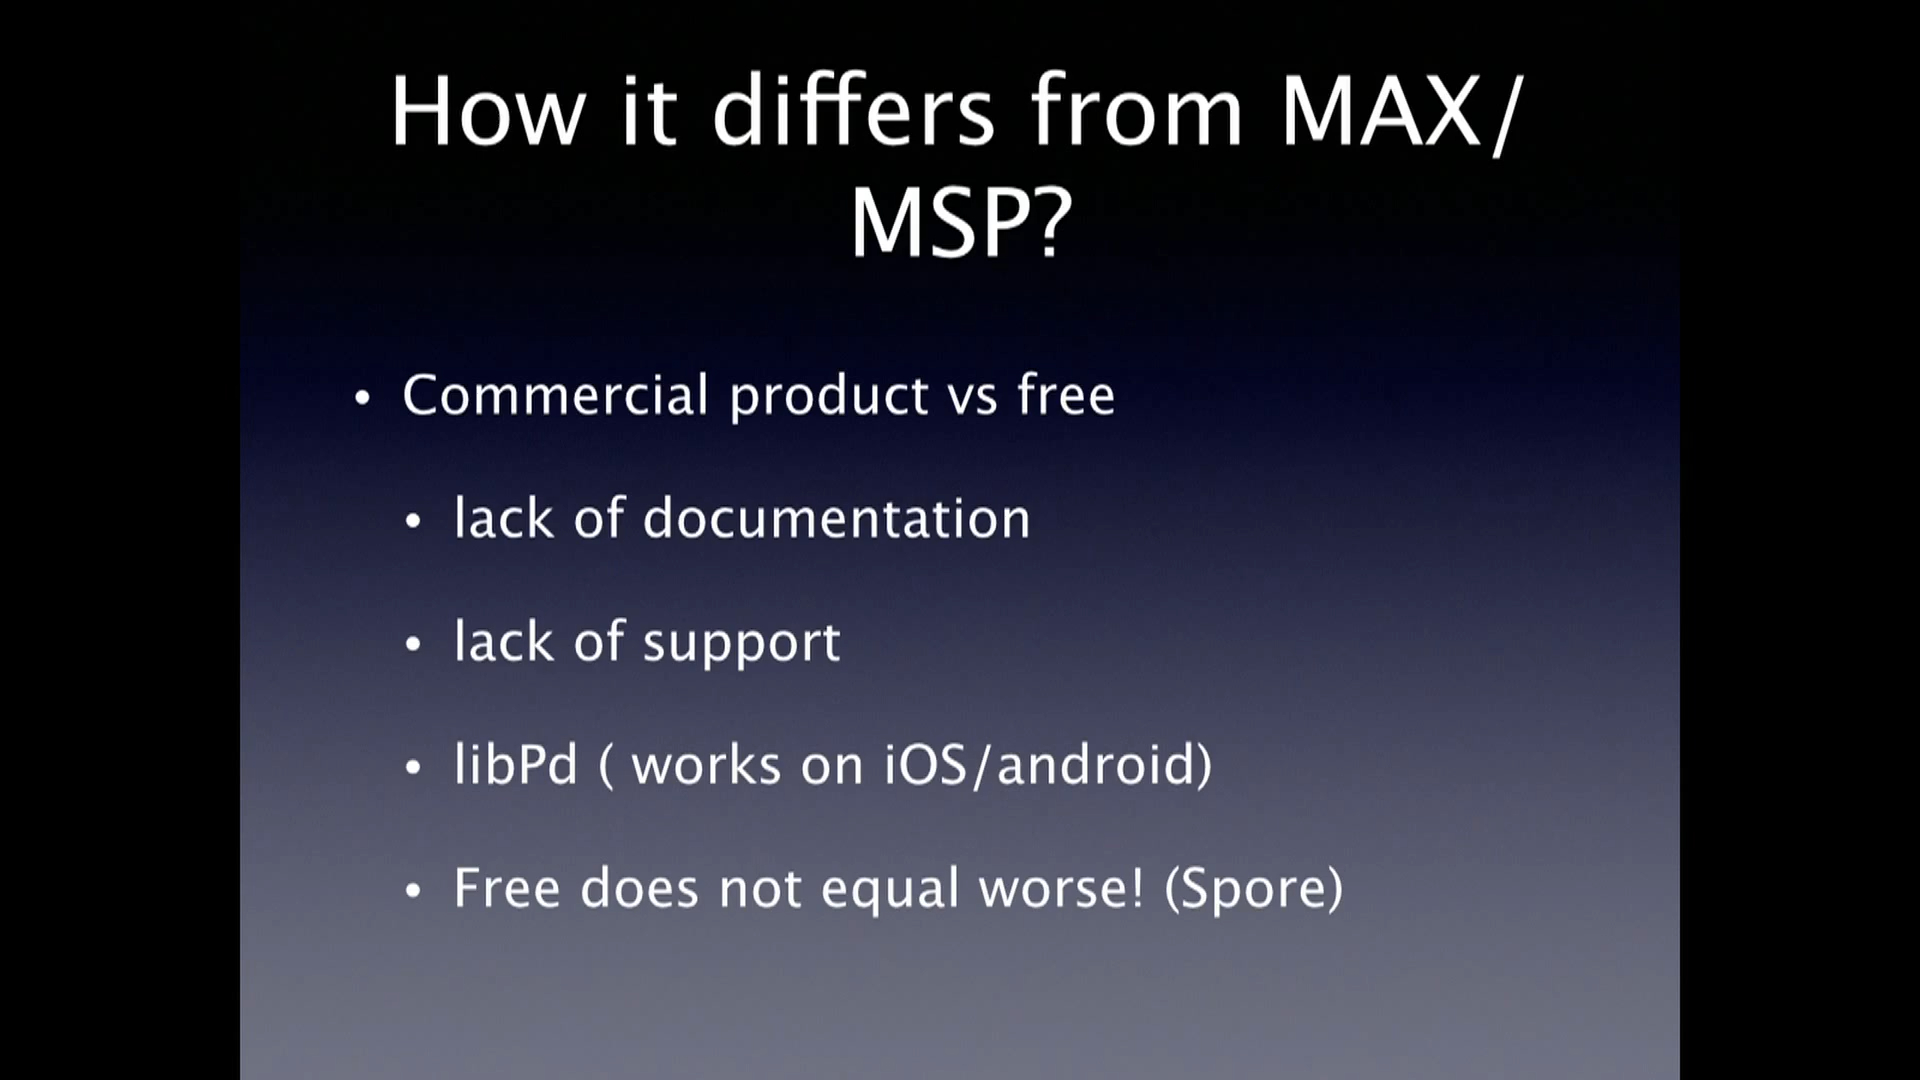 How it differs from MAX/
MSP?
• Commercial product vs free
• lack of documentation
• lack of support
• libPd ( works on iOS/android)
• Free does not equal worse! (Spore)